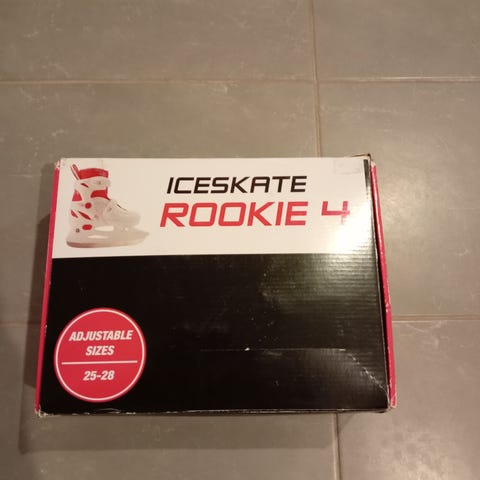 ICESKATE
ROOKIE 4
ADJUSTABLE
SIZES
25-28